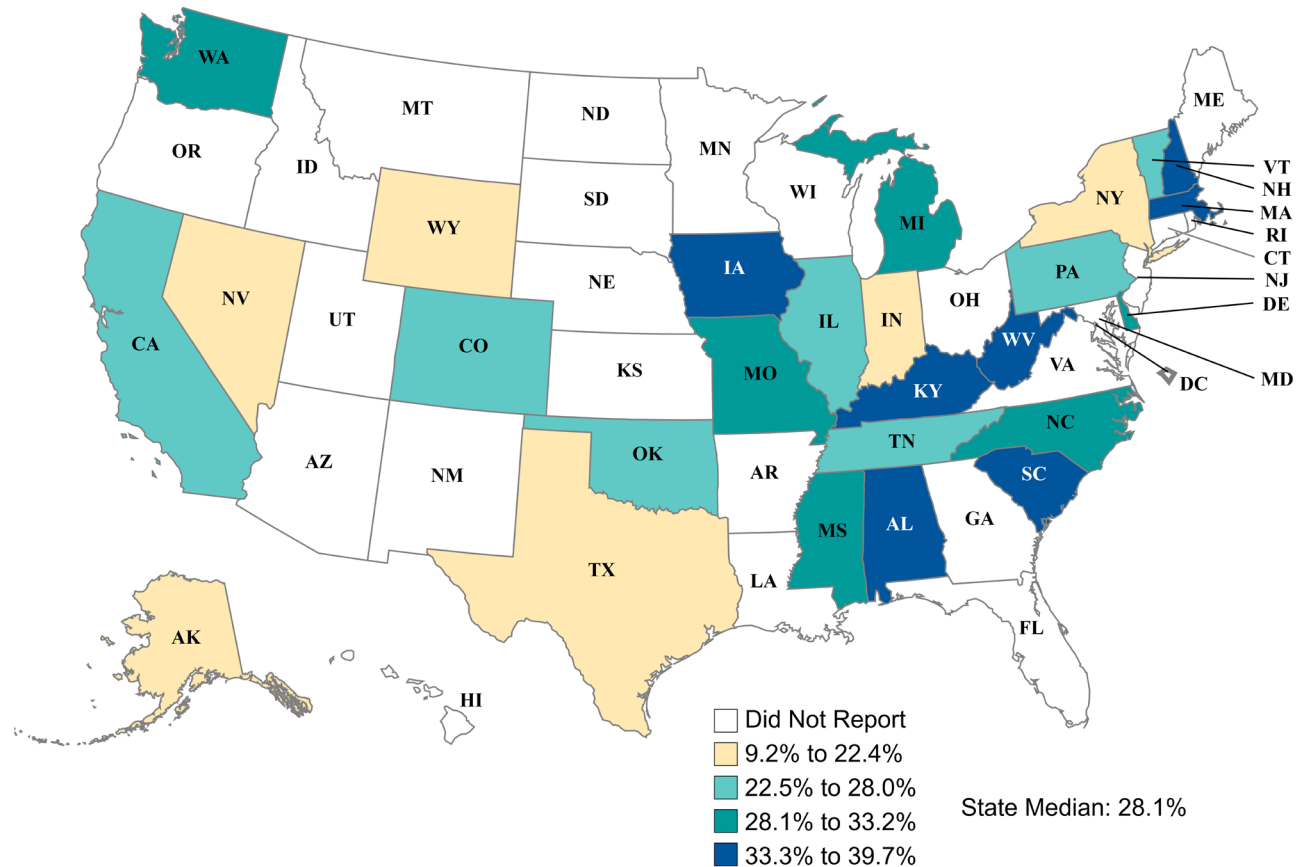 WA
MT
ND
MN
ME
OR
ID
SD
WI
MI
NY
VT
NH
MA
RI
CT
NJ
DE
MD
DC
WY
NE
IA
PA
NV
UT
CO
KS
MO
IL
IN
OH
WV
VA
KY
CA
AZ
NM
OK
AR
TN
NC
SC
TX
LA
MS
AL
GA
FL
AK
HI
Did Not Report
9.2% to 22.4%
22.5% to 28.0%
28.1% to 33.2%
33.3% to 39.7%
State Median: 28.1%